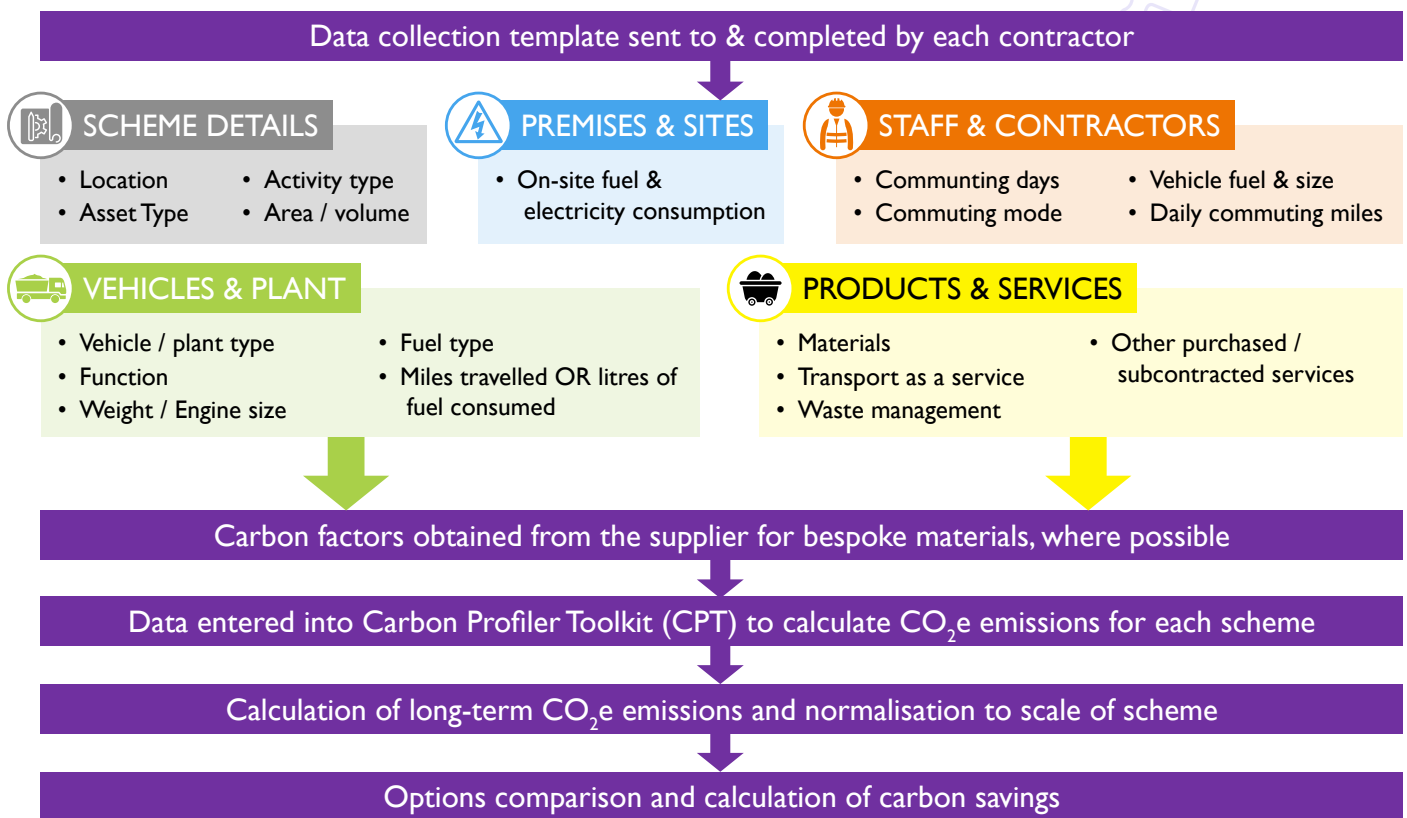 Data collection template sent to & completed by each contractor
SCHEME DETAILS
• Location
• Asset Type
• Activity type
• Area / volume
PREMISES & SITES
• On-site fuel &
electricity consumption
STAFF & CONTRACTORS
• Communting days
• Commuting mode
• Vehicle fuel & size
• Daily commuting miles
VEHICLES & PLANT
• Vehicle / plant type
• Function
• Weight / Engine size
• Fuel type
• Miles travelled OR litres of
fuel consumed
PRODUCTS & SERVICES
• Materials
• Transport as a service
• Waste management
• Other purchased /
subcontracted services
Carbon factors obtained from the supplier for bespoke materials, where possible
Data entered into Carbon Profiler Toolkit (CPT) to calculate CO₂e emissions for each scheme
Calculation of long-term CO₂e emissions and normalisation to scale of scheme
Options comparison and calculation of carbon savings